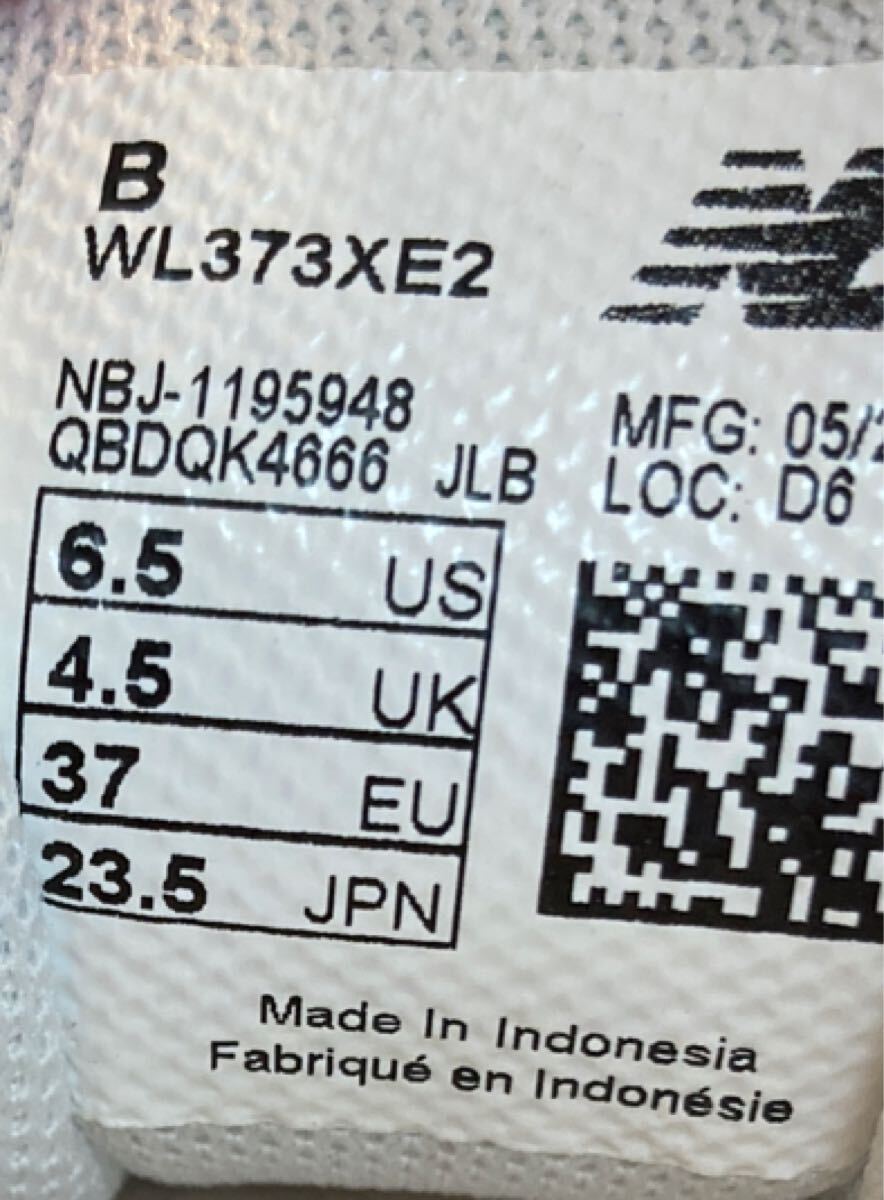 B
WL373XE2
NBJ-1195948
QBDQK4666 JLB
MFG: 05/2
LOC: D6
6.5 US
4.5 UK
37 EU
23.5 JPN
Made In Indonesia
Fabriqué en Indonésie